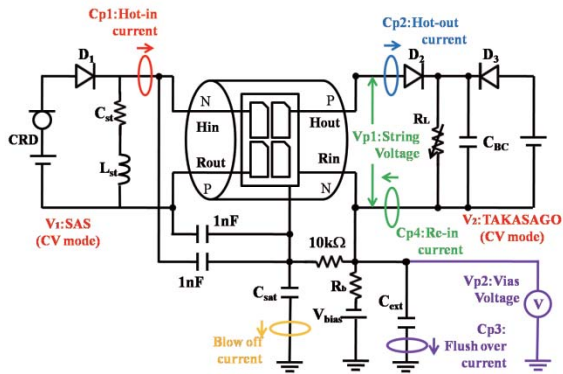 Cp1:Hot-in
current
Cp2:Hot-out
current
D1
D2
D3
Cst
N
P
Hin
Hout
Vp1:String
Voltage
RL
CBC
CRD
Lst
Rout
Rin
P
N
V1:SAS
(CV mode)
1nF
Cp4:Re-in
current
V2:TAKASAGO
(CV mode)
1nF
10kΩ
Csat
Rb
Vbias
Cext
Vp2:Vias
Voltage
V
Blow off
current
Cp3:
Flush over
current